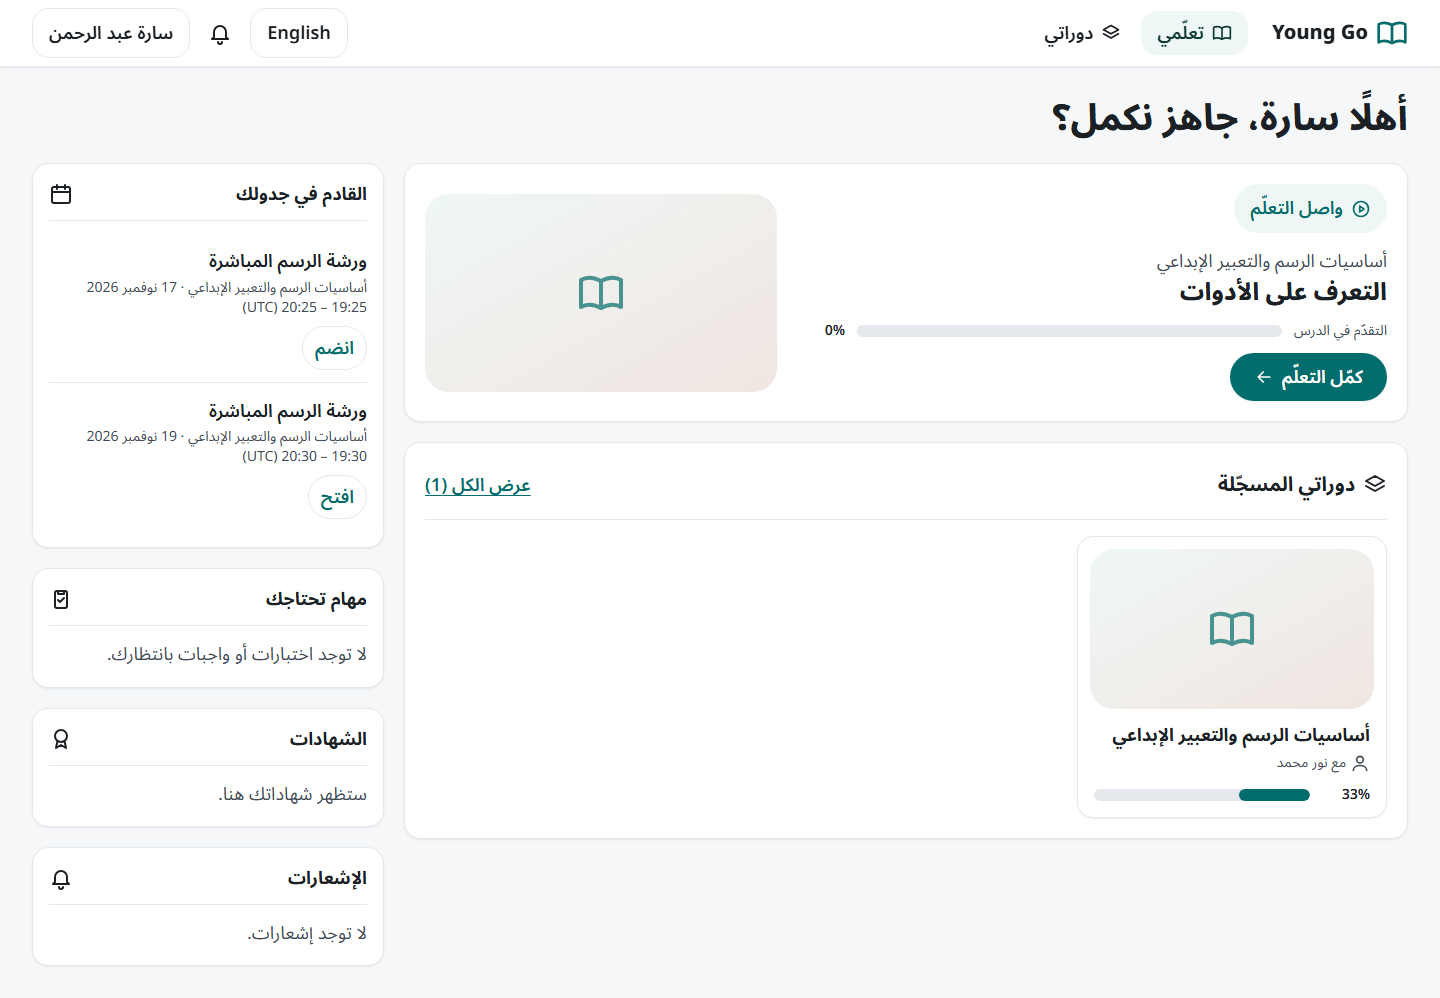 Young Go
تعلّمي
دوراتي
English
سارة عبد الرحمن
أهلًا سارة، جاهز نكمل؟
واصل التعلّم
أساسيات الرسم والتعبير الإبداعي
التعرف على الأدوات
التقدّم في الدرس 0%
كمّل التعلّم ←
دوراتي المسجّلة
عرض الكل (1)
أساسيات الرسم والتعبير الإبداعي
مع نور محمد
33%
القادم في جدولك
ورشة الرسم المباشرة
أساسيات الرسم والتعبير الإبداعي · 17 نوفمبر 2026
19:25 – 20:25 (UTC)
انضم
ورشة الرسم المباشرة
أساسيات الرسم والتعبير الإبداعي · 19 نوفمبر 2026
19:30 – 20:30 (UTC)
افتح
مهام تحتاجك
لا توجد اختبارات أو واجبات بانتظارك.
الشهادات
ستظهر شهاداتك هنا.
الإشعارات
لا توجد إشعارات.